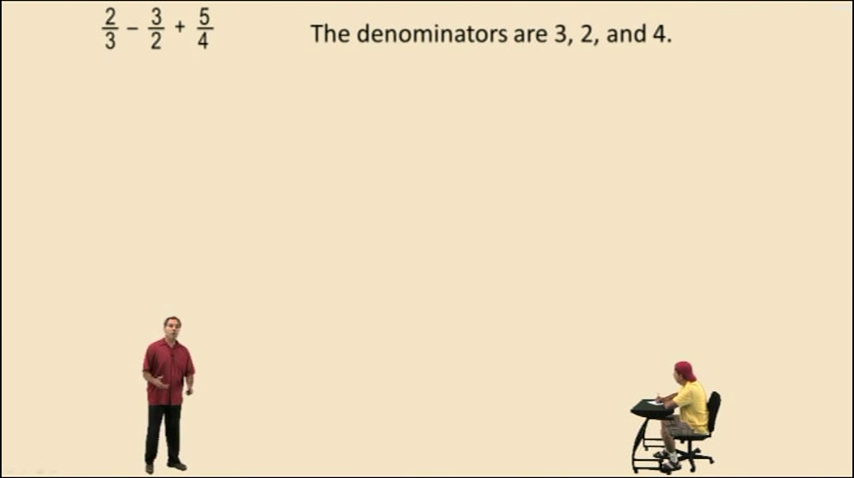 2/3 − 3/2 + 5/4
The denominators are 3, 2, and 4.